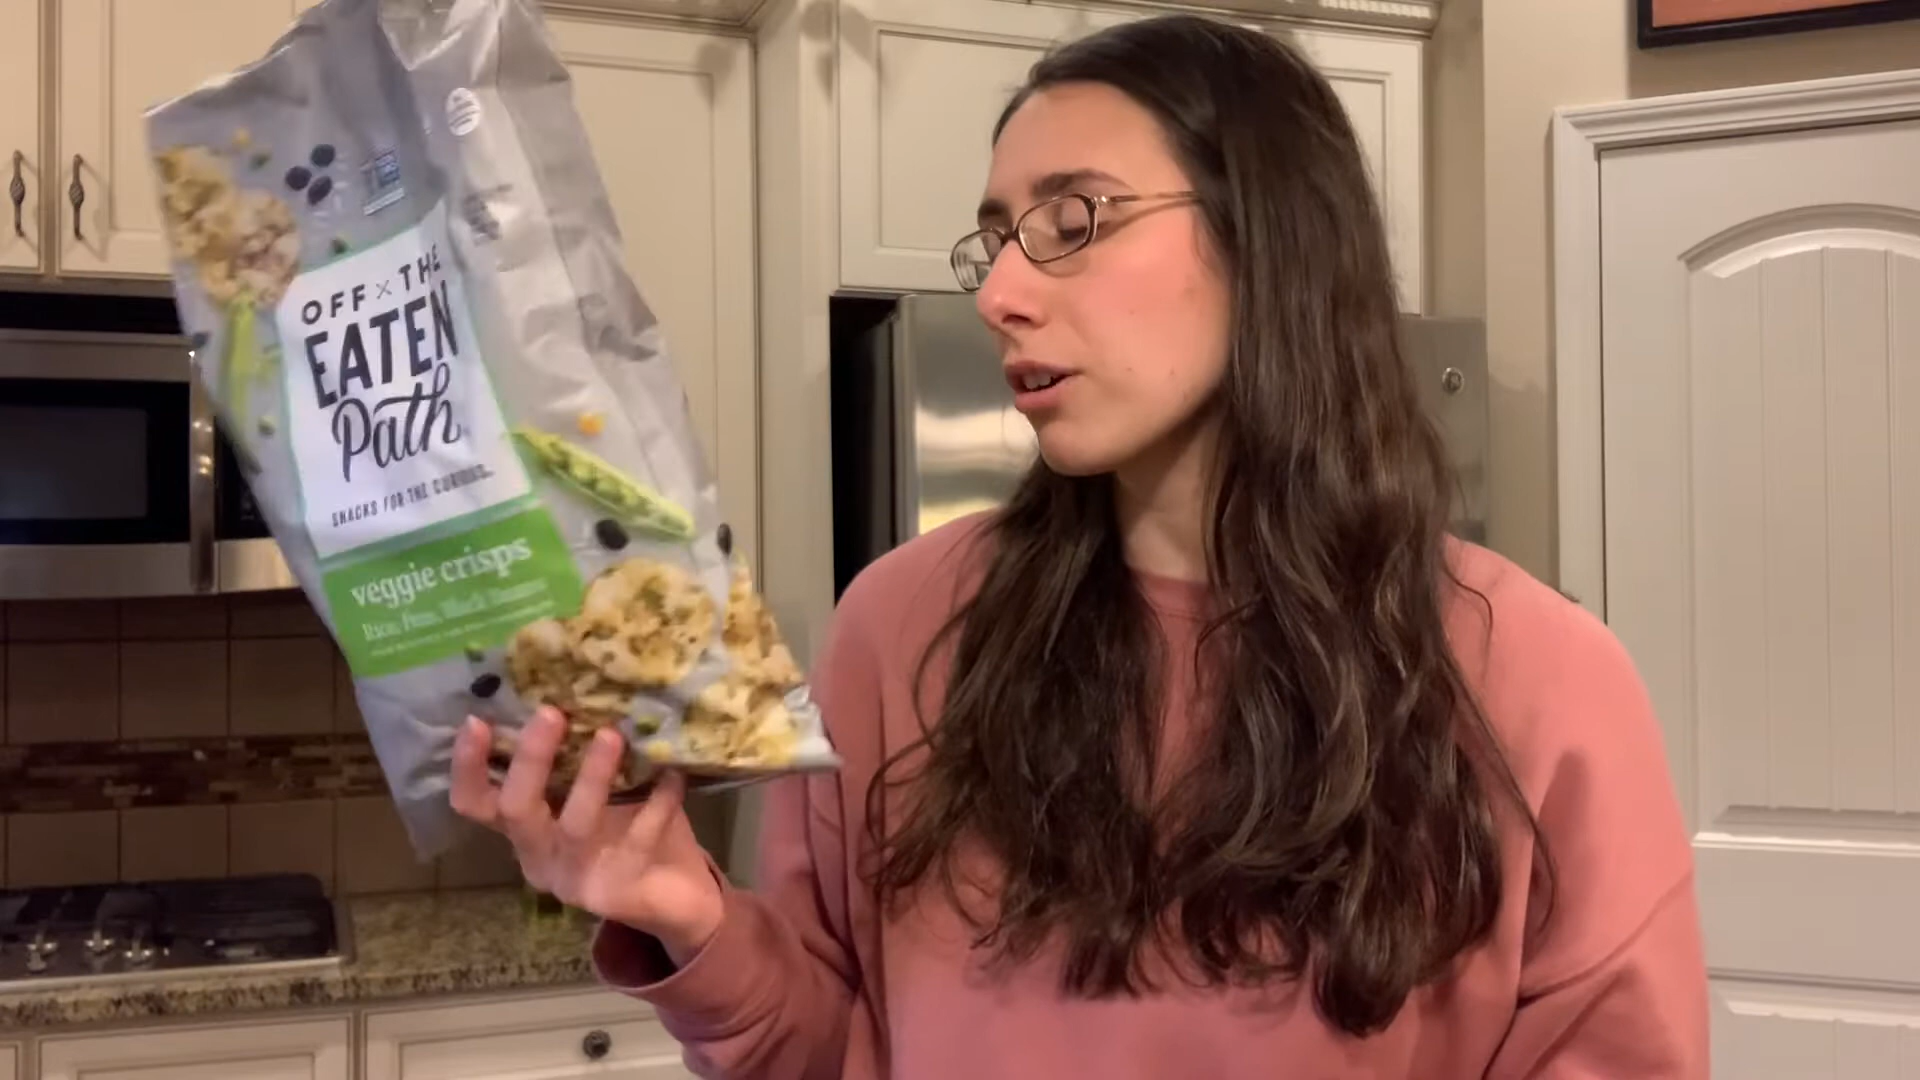 OFF × THE
EATEN
Path
SNACKS FOR THE CURIOUS.
veggie crisps
Rice, Peas, Black Beans